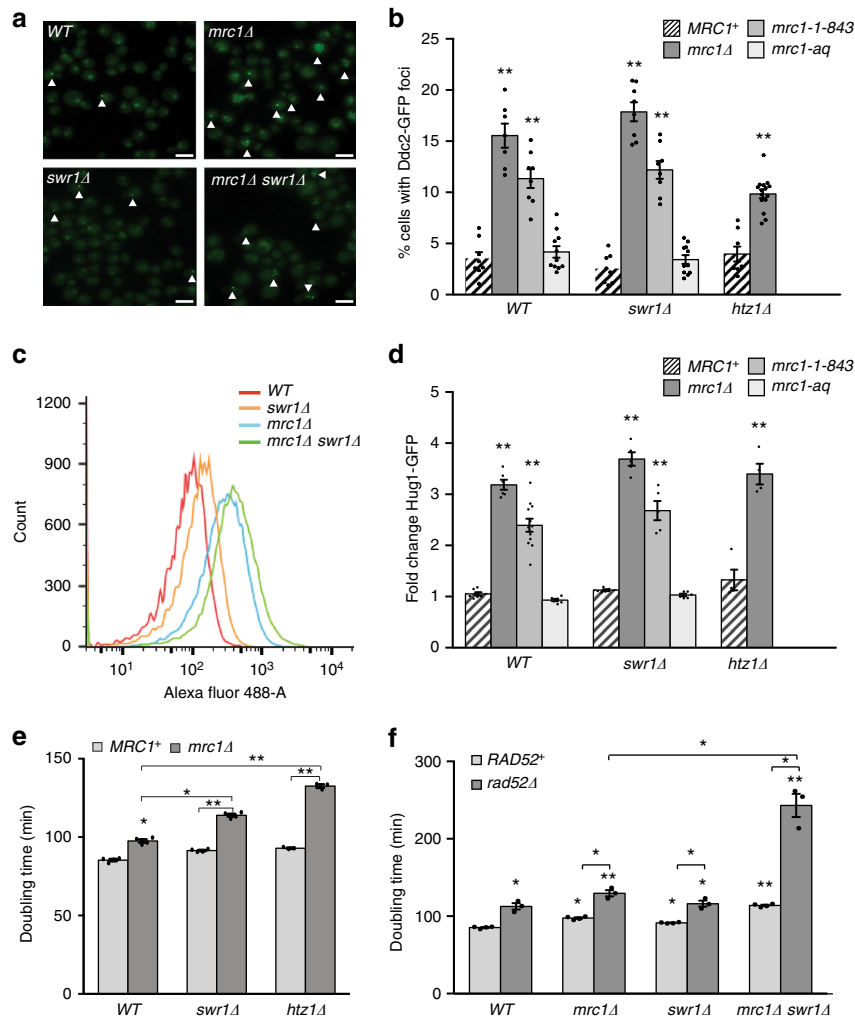 a
WT
mrc1Δ
swr1Δ
mrc1Δ swr1Δ
b
MRC1⁺
mrc1-1-843
mrc1Δ
mrc1-aq
% cells with Ddc2-GFP foci
25
20
15
10
5
0
**
**
**
**
**
WT
swr1Δ
htz1Δ
c
WT
swr1Δ
mrc1Δ
mrc1Δ swr1Δ
Count
1200
900
600
300
0
10¹ 10² 10³ 10⁴
Alexa fluor 488-A
d
MRC1⁺
mrc1-1-843
mrc1Δ
mrc1-aq
Fold change Hug1-GFP
5
4
3
2
1
0
**
**
**
**
**
WT
swr1Δ
htz1Δ
e
MRC1⁺ mrc1Δ
Doubling time (min)
150
100
50
0
**
*
**
**
*
WT
swr1Δ
htz1Δ
f
RAD52⁺
rad52Δ
Doubling time (min)
300
200
100
0
*
*
**
*
*
*
**
*
*
*
**
WT
mrc1Δ
swr1Δ
mrc1Δ swr1Δ